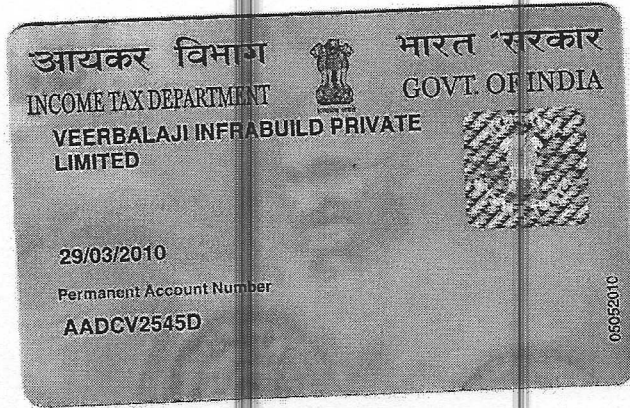 आयकर विभाग
भारत सरकार
INCOME TAX DEPARTMENT
GOVT. OF INDIA
VEERBALAJI INFRABUILD PRIVATE
LIMITED
29/03/2010
Permanent Account Number
AADCV2545D
05052010